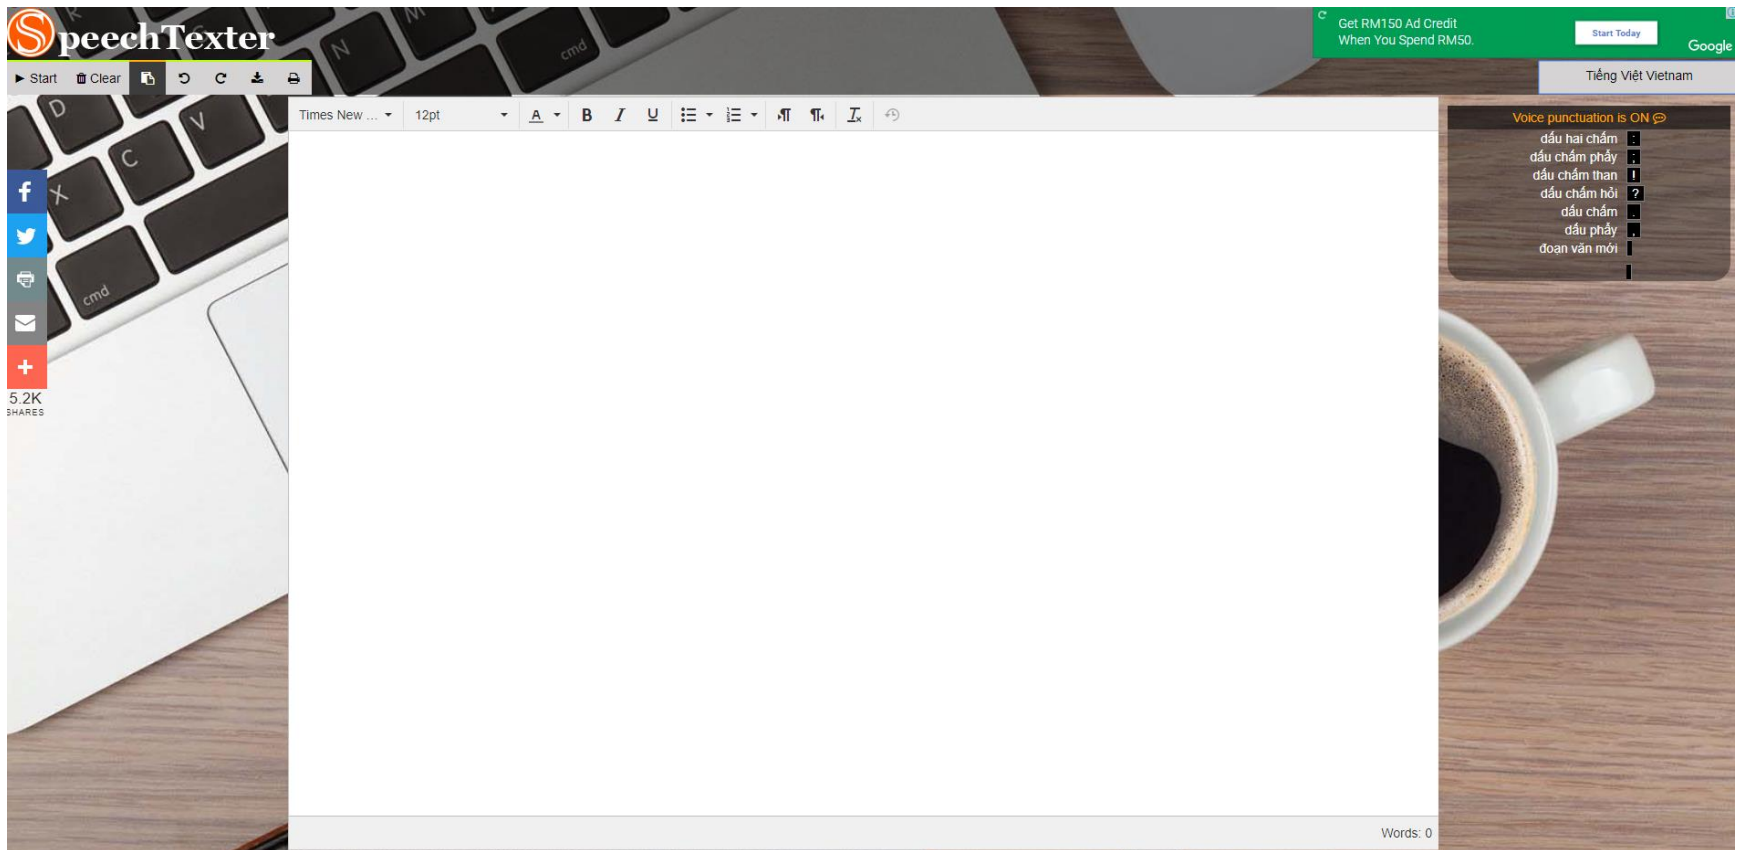 SpeechTexter
Get RM150 Ad Credit
When You Spend RM50.
Start Today
Google
Start Clear
Tiếng Việt Vietnam
Times New ... 12pt A B I U
Voice punctuation is ON
dấu hai chấm :
dấu chấm phẩy ;
dấu chấm than !
dấu chấm hỏi ?
dấu chấm .
dấu phẩy ,
đoạn văn mới
N M cmd
D V
C
X
cmd
5.2K
SHARES
Words: 0